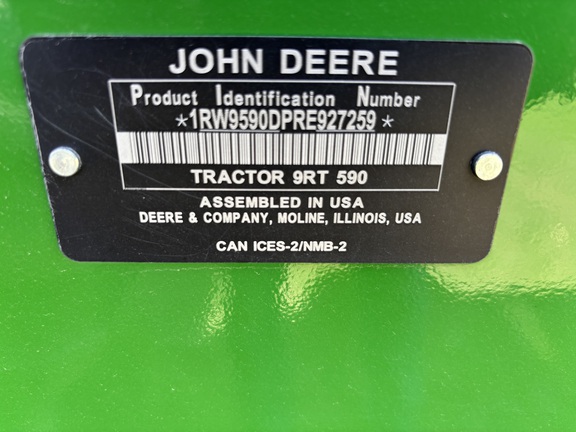 JOHN DEERE
Product Identification Number
*1RW9590DPRE927259*
TRACTOR 9RT 590
ASSEMBLED IN USA
DEERE & COMPANY, MOLINE, ILLINOIS, USA
CAN ICES-2/NMB-2